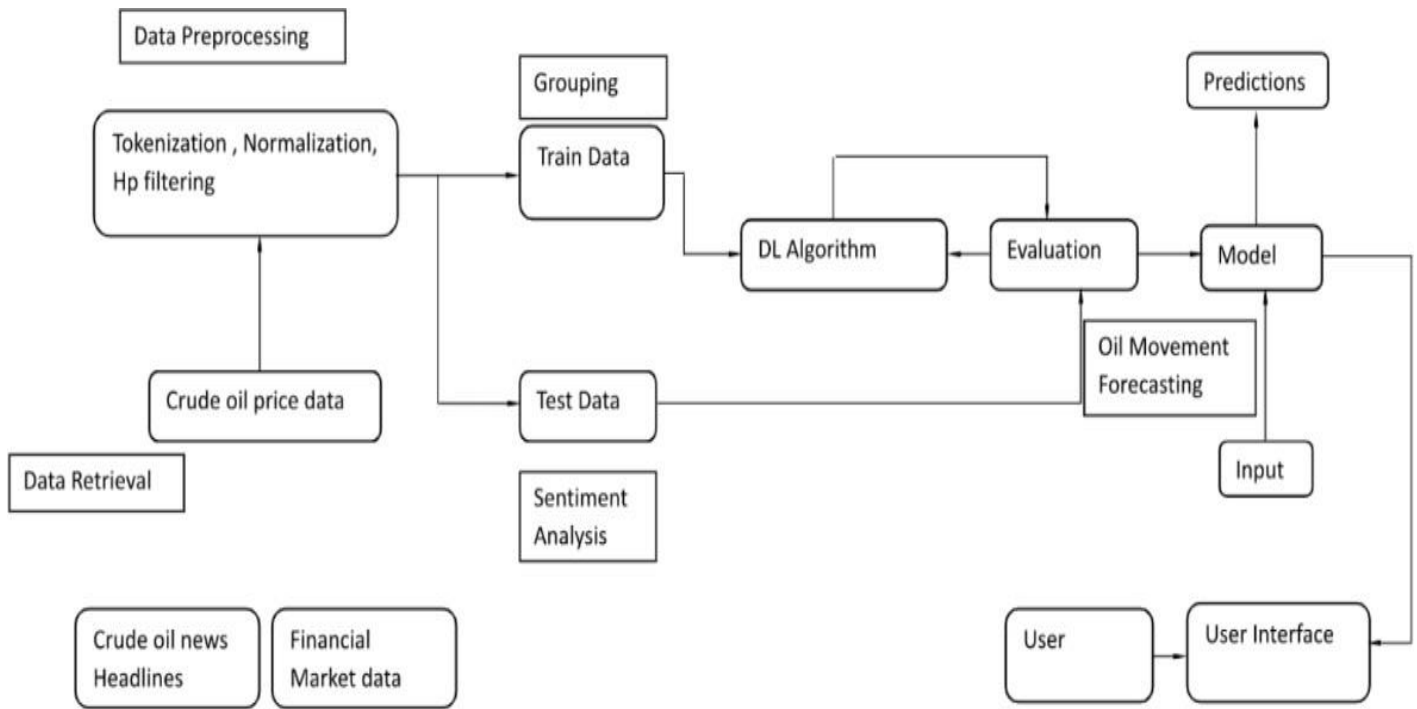 Data Preprocessing
Grouping
Predictions
Tokenization , Normalization,
Hp filtering
Train Data
DL Algorithm
Evaluation
Model
Oil Movement
Forecasting
Crude oil price data
Test Data
Input
Data Retrieval
Sentiment
Analysis
Crude oil news
Headlines
Financial
Market data
User
User Interface